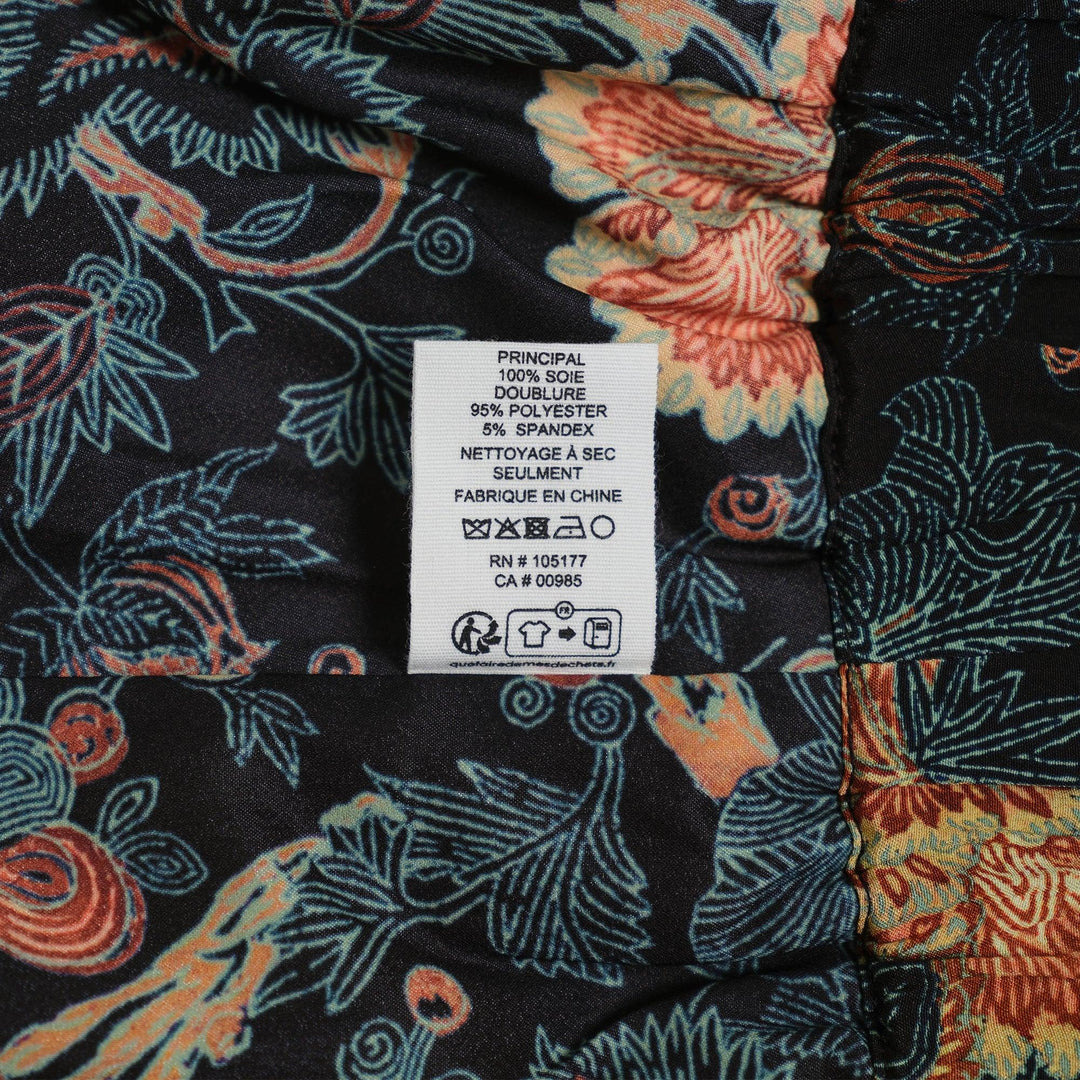 PRINCIPAL
100% SOIE
DOUBLURE
95% POLYESTER
5% SPANDEX
NETTOYAGE À SEC
SEULMENT
FABRIQUE EN CHINE
RN # 105177
CA # 00985
FR
quefairedemesdechets.fr